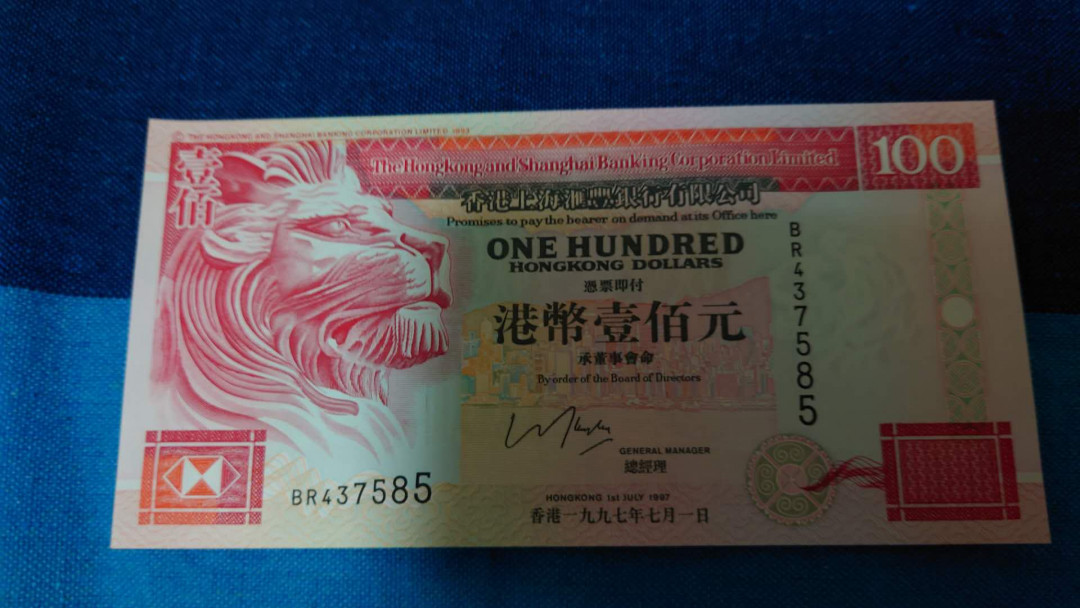 © THE HONGKONG AND SHANGHAI BANKING CORPORATION LIMITED 1993
壹佰
The Hongkong and Shanghai Banking Corporation Limited
100
香港上海滙豐銀行有限公司
Promises to pay the bearer on demand at its Office here
ONE HUNDRED
HONGKONG DOLLARS
憑票即付
港幣壹佰元
承董事會命
By order of the Board of Directors
GENERAL MANAGER
總經理
BR437585
BR437585
HONGKONG 1st JULY 1997
香港一九九七年七月一日